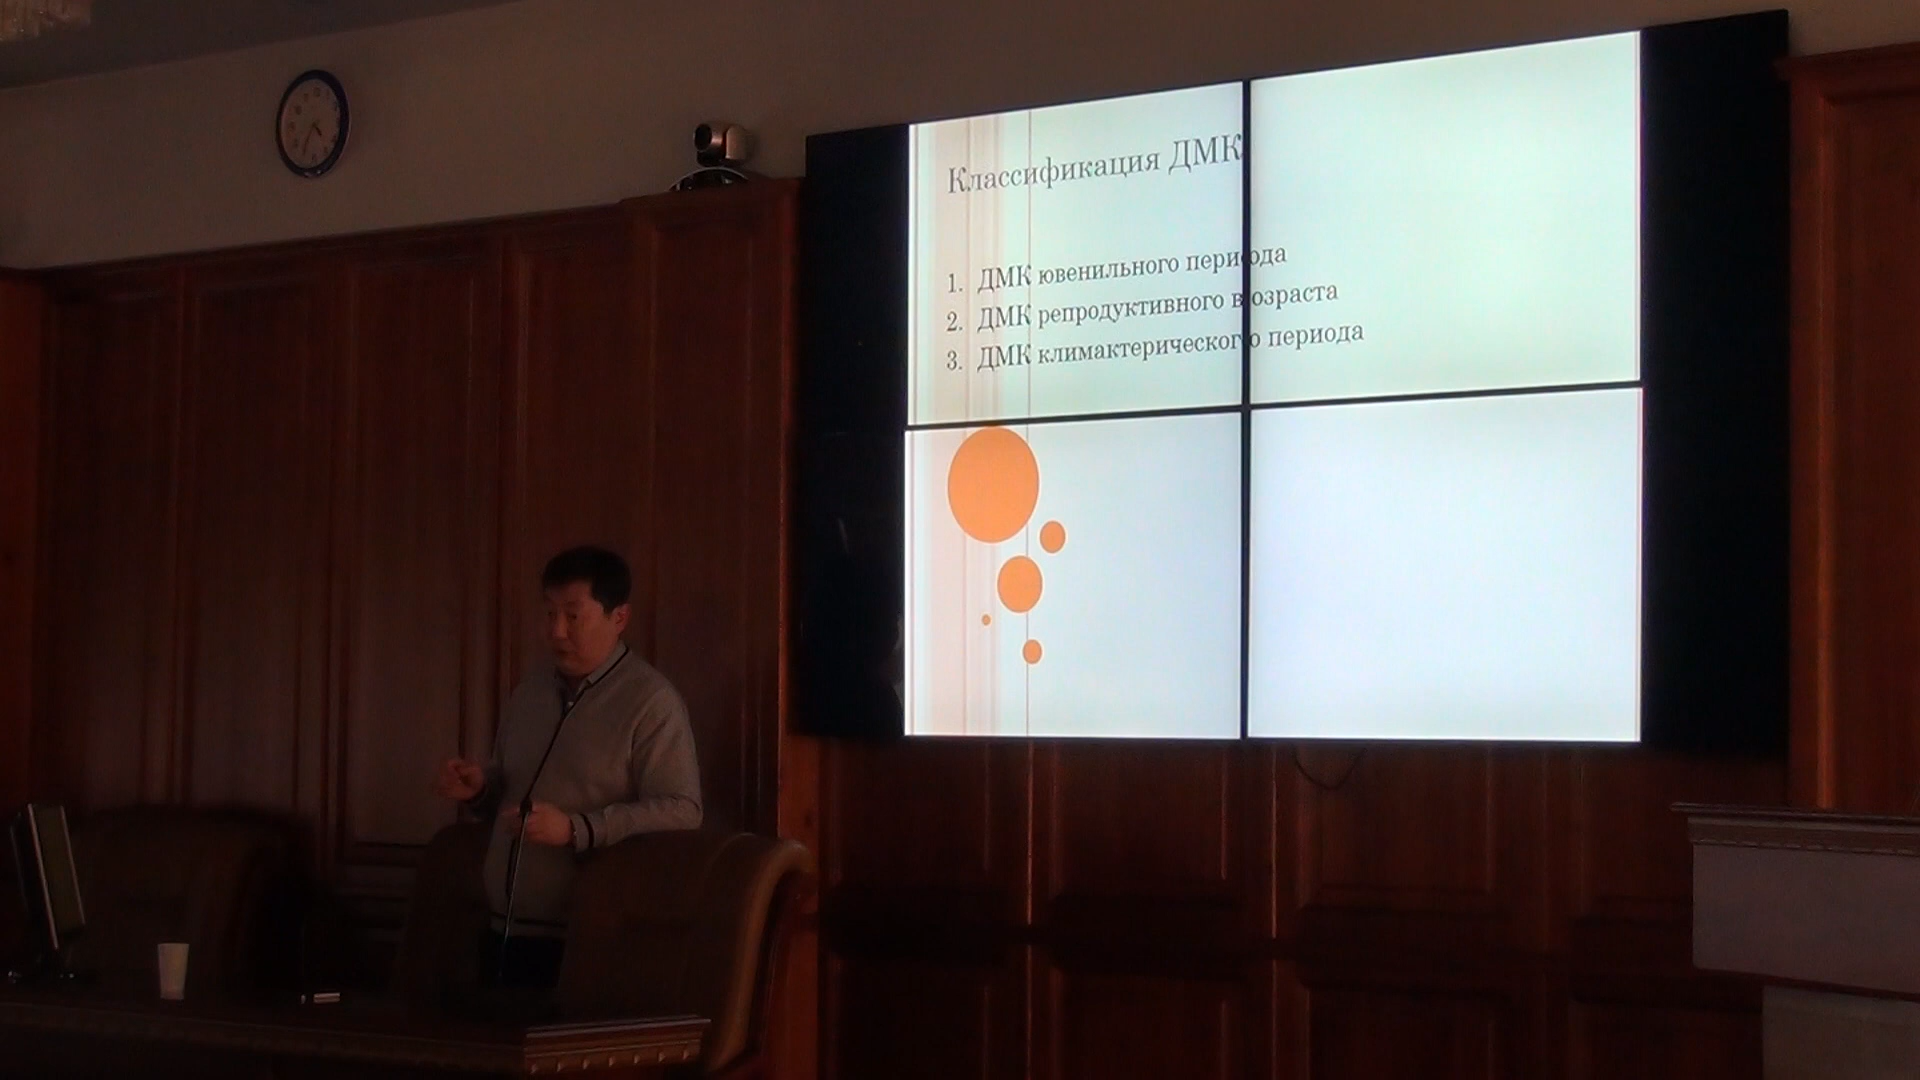 Классификация ДМК
1. ДМК ювенильного периода
2. ДМК репродуктивного возраста
3. ДМК климактерического периода